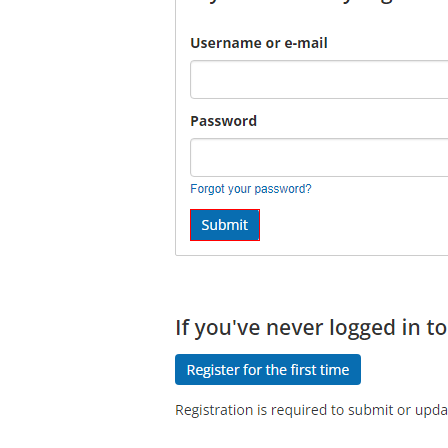 Username or e-mail
Password
Forgot your password?
Submit
If you've never logged in to
Register for the first time
Registration is required to submit or upda